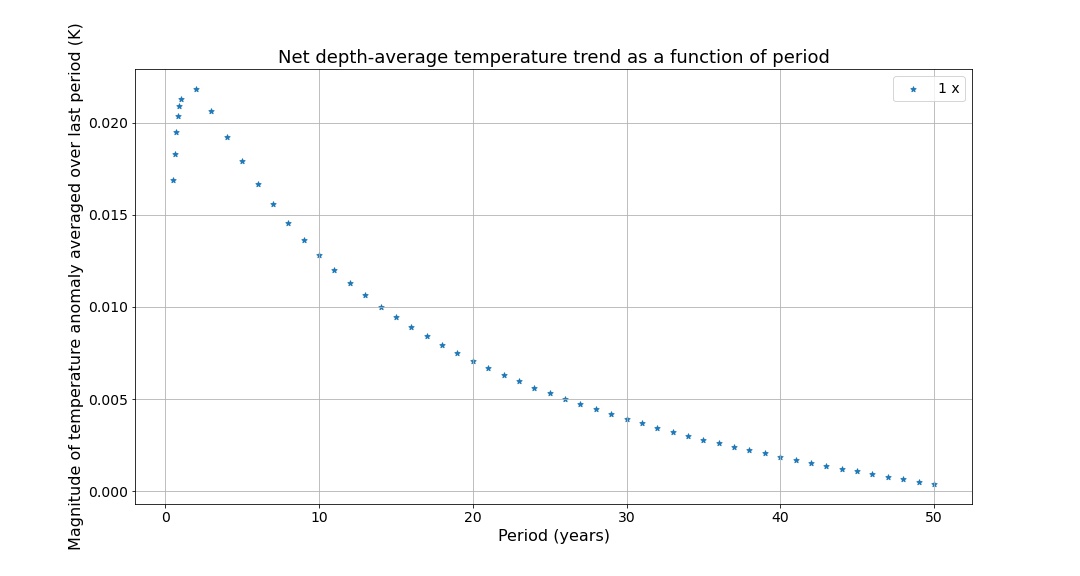 Net depth-average temperature trend as a function of period
Magnitude of temperature anomaly averaged over last period (K)
1 x
0.020
0.015
0.010
0.005
0.000
0 10 20 30 40 50
Period (years)